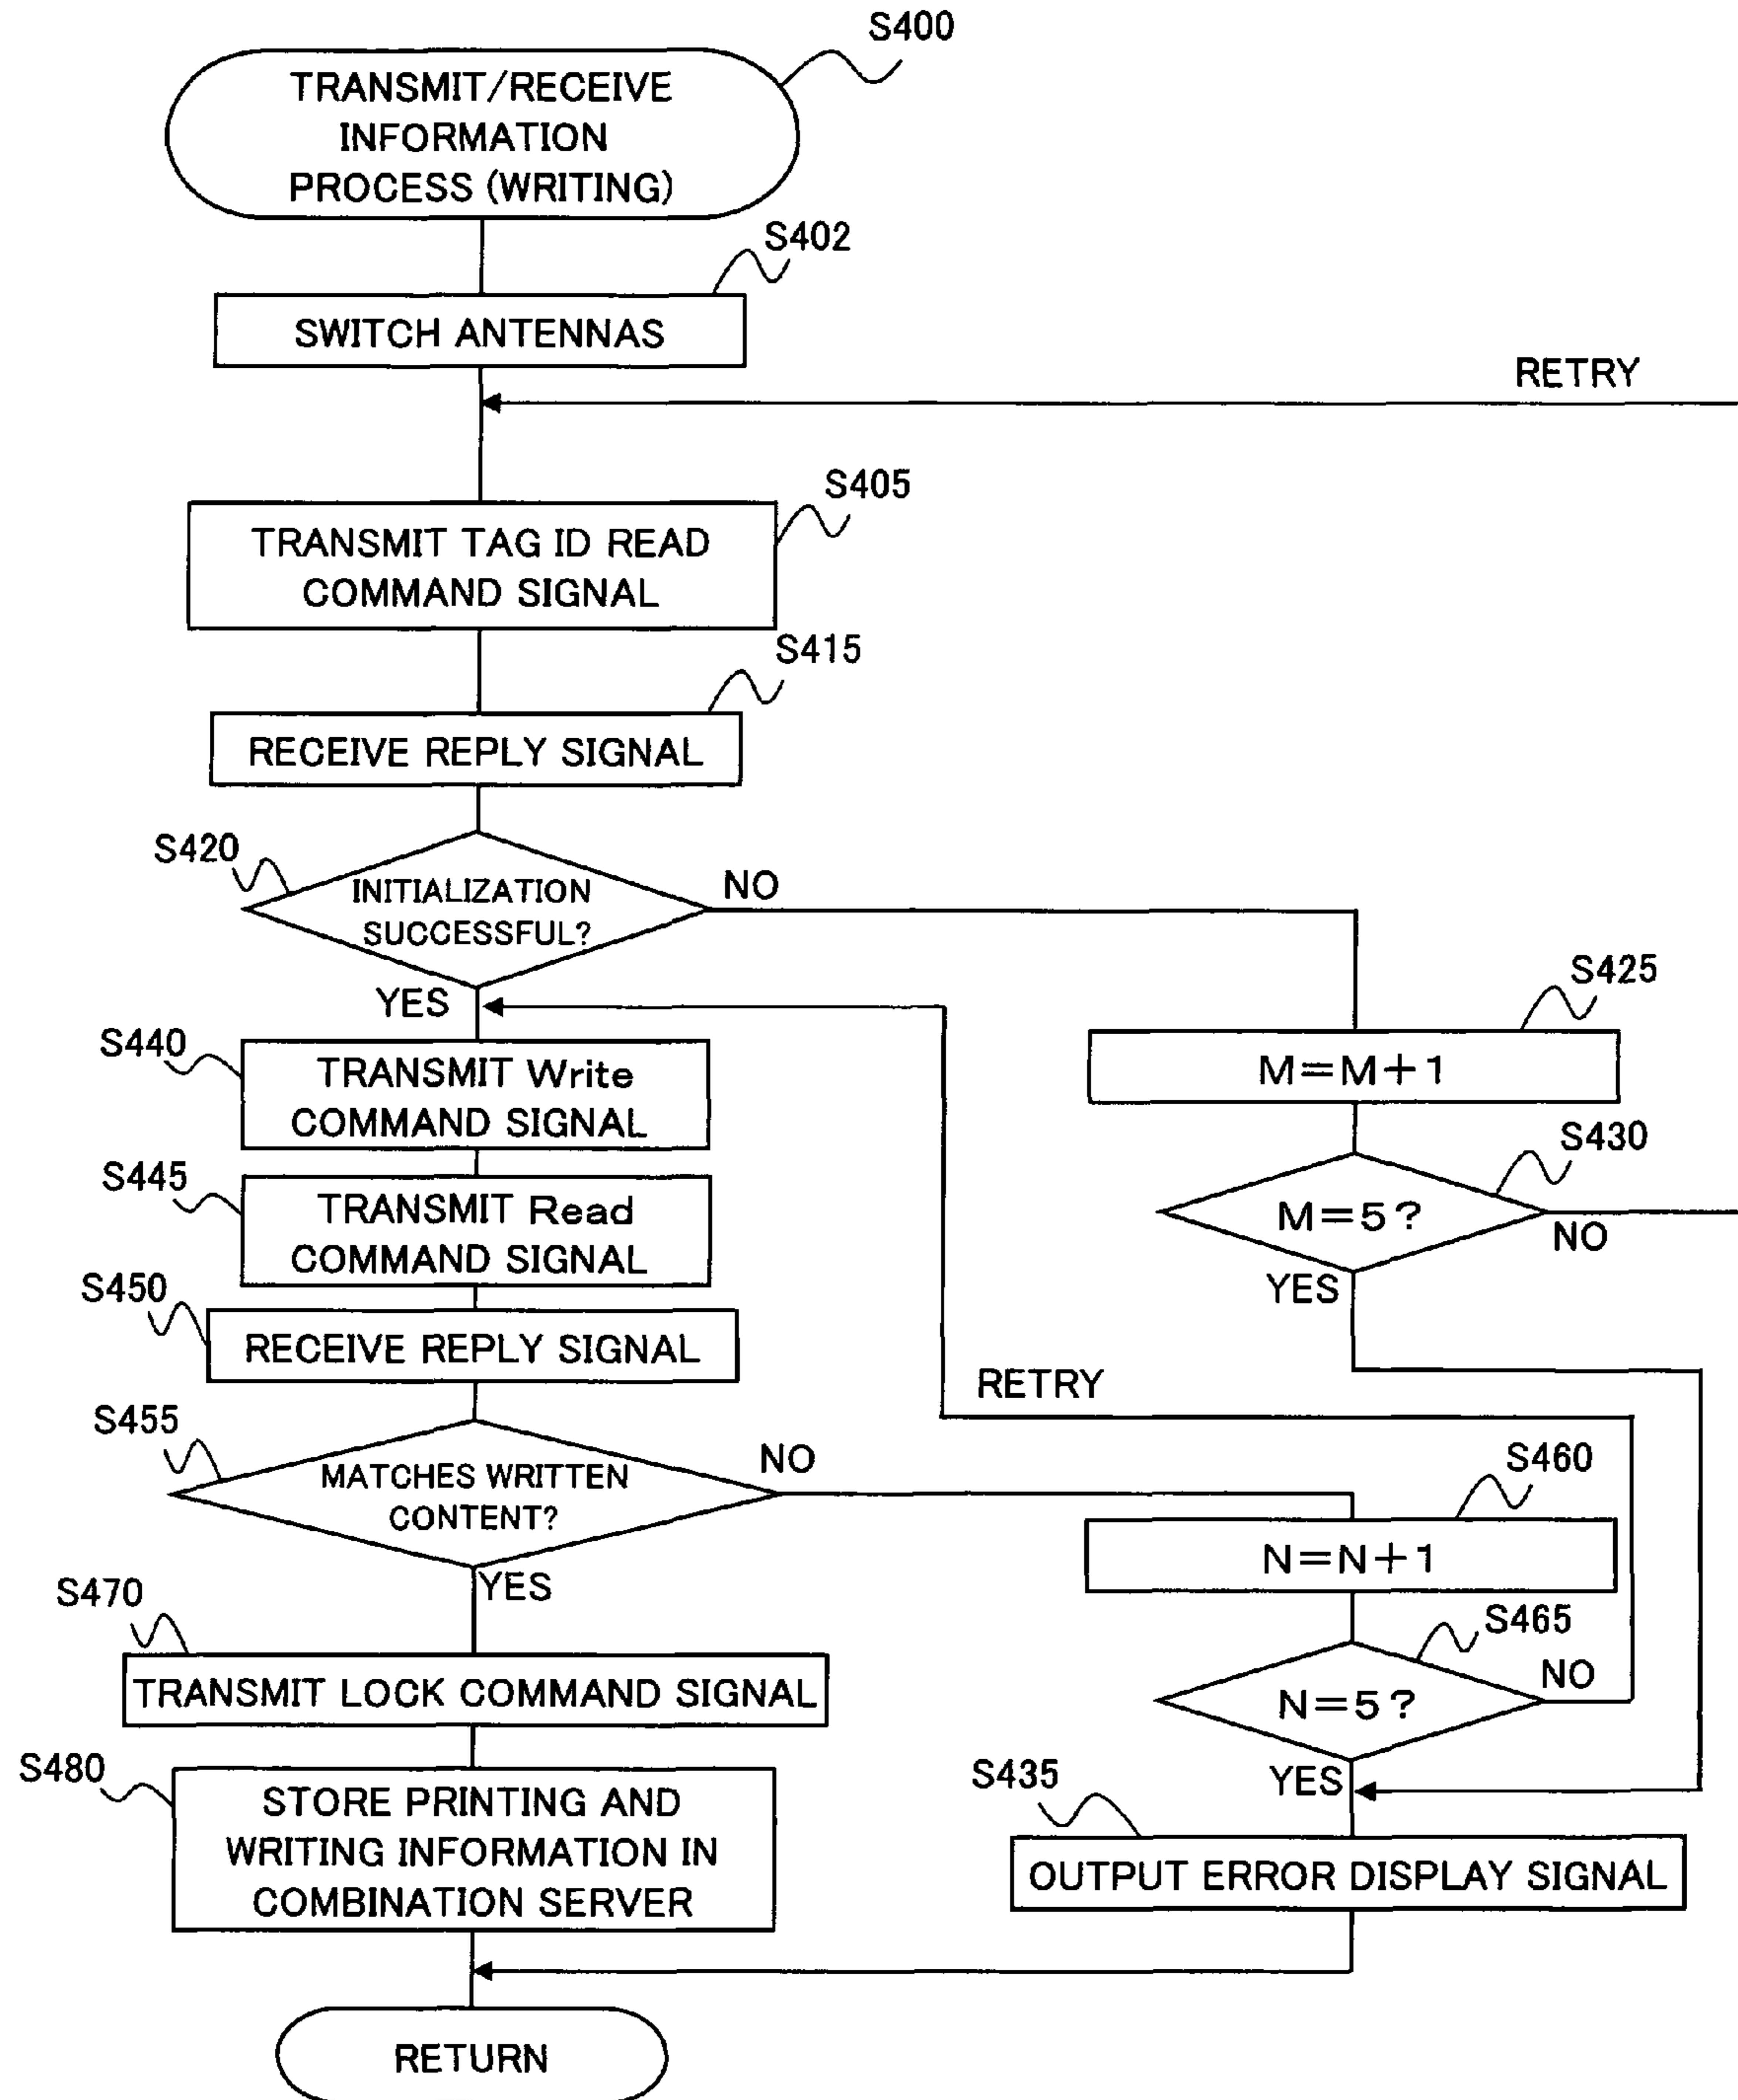 S400
TRANSMIT/RECEIVE
INFORMATION
PROCESS (WRITING)
S402
SWITCH ANTENNAS
RETRY
S405
TRANSMIT TAG ID READ
COMMAND SIGNAL
S415
RECEIVE REPLY SIGNAL
S420
INITIALIZATION
SUCCESSFUL?
NO
YES
S425
M=M+1
S430
M=5?
NO
YES
S440
TRANSMIT Write
COMMAND SIGNAL
S445
TRANSMIT Read
COMMAND SIGNAL
S450
RECEIVE REPLY SIGNAL
RETRY
S455
MATCHES WRITTEN
CONTENT?
NO
YES
S460
N=N+1
S465
N=5?
NO
YES
S470
TRANSMIT LOCK COMMAND SIGNAL
S480
STORE PRINTING AND
WRITING INFORMATION IN
COMBINATION SERVER
S435
OUTPUT ERROR DISPLAY SIGNAL
RETURN